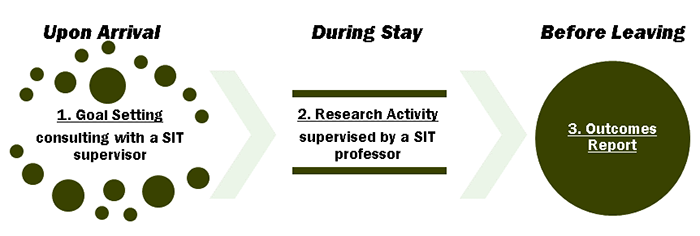 Upon Arrival
1. Goal Setting
consulting with a SIT
supervisor
During Stay
2. Research Activity
supervised by a SIT
professor
Before Leaving
3. Outcomes
Report